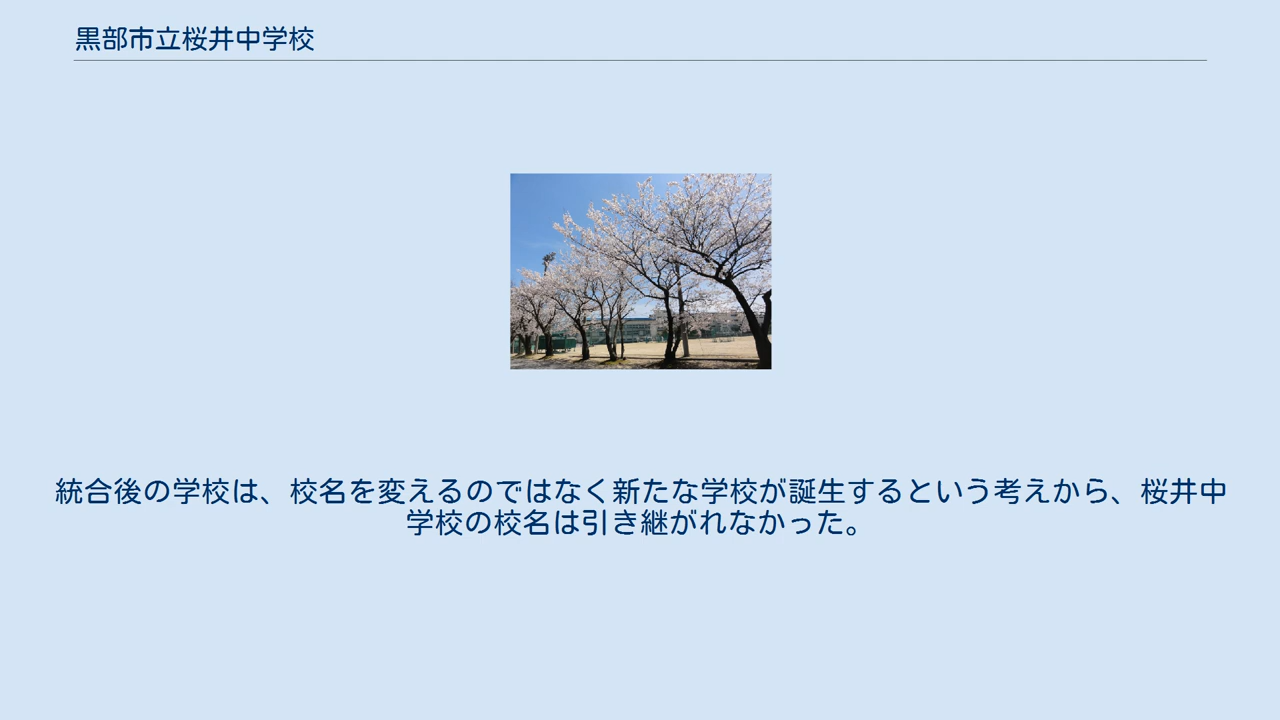 黒部市立桜井中学校
統合後の学校は、校名を変えるのではなく新たな学校が誕生するという考えから、桜井中
学校の校名は引き継がれなかった。